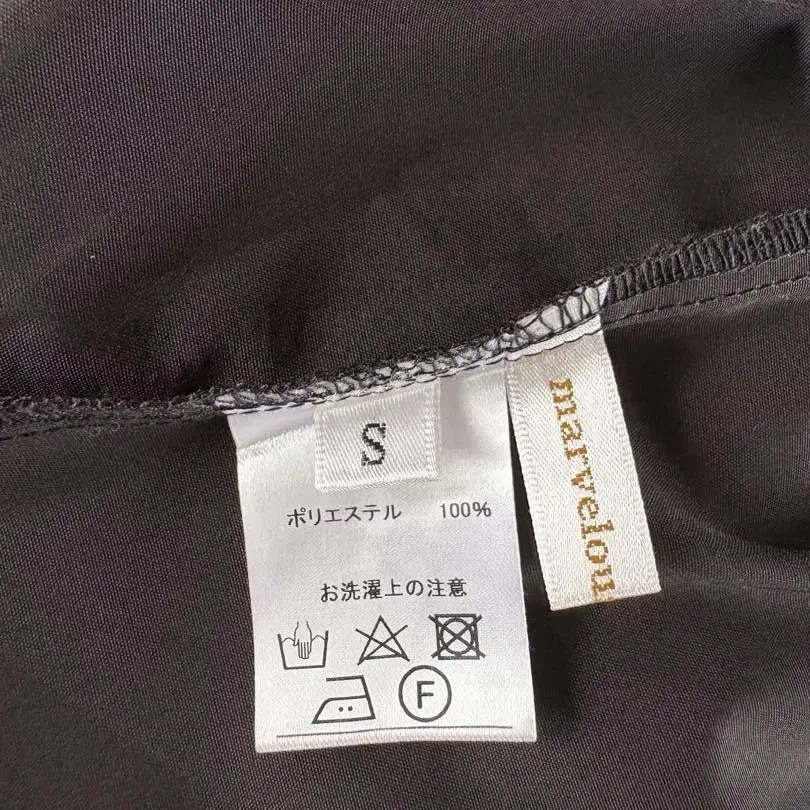 S
ポリエステル 100%
お洗濯上の注意
F
marvelou